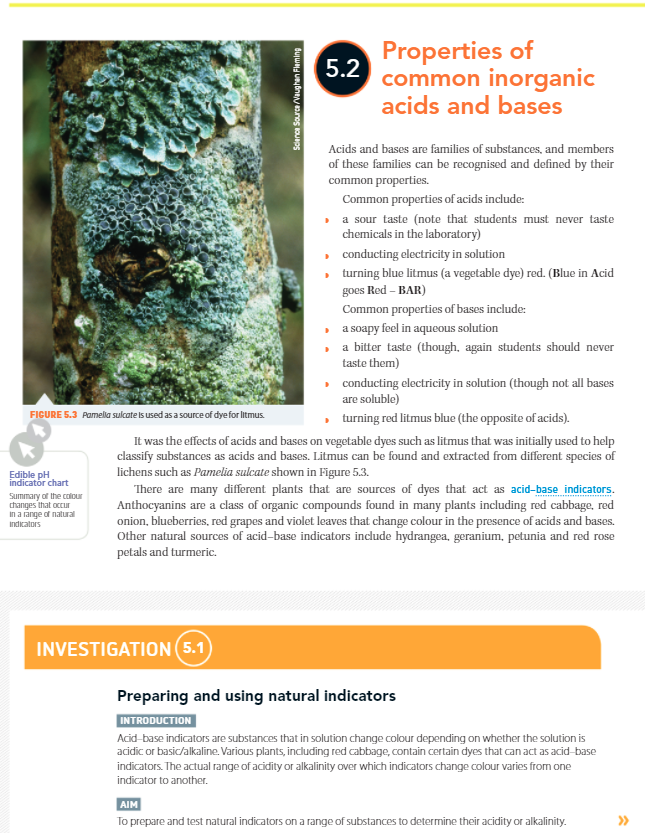 Science Source/Vaughan Fleming
5.2
Properties of
common inorganic
acids and bases
Acids and bases are families of substances, and members
of these families can be recognised and defined by their
common properties.
Common properties of acids include:
a sour taste (note that students must never taste
chemicals in the laboratory)
conducting electricity in solution
turning blue litmus (a vegetable dye) red. (Blue in Acid
goes Red – BAR)
Common properties of bases include:
a soapy feel in aqueous solution
a bitter taste (though, again students should never
taste them)
conducting electricity in solution (though not all bases
are soluble)
turning red litmus blue (the opposite of acids).
FIGURE 5.3 Pamelia sulcate is used as a source of dye for litmus.
It was the effects of acids and bases on vegetable dyes such as litmus that was initially used to help
classify substances as acids and bases. Litmus can be found and extracted from different species of
lichens such as Pamelia sulcate shown in Figure 5.3.
Edible pH
indicator chart
Summary of the colour
changes that occur
in a range of natural
indicators
There are many different plants that are sources of dyes that act as acid–base indicators.
Anthocyanins are a class of organic compounds found in many plants including red cabbage, red
onion, blueberries, red grapes and violet leaves that change colour in the presence of acids and bases.
Other natural sources of acid–base indicators include hydrangea, geranium, petunia and red rose
petals and turmeric.
INVESTIGATION 5.1
Preparing and using natural indicators
INTRODUCTION
Acid–base indicators are substances that in solution change colour depending on whether the solution is
acidic or basic/alkaline. Various plants, including red cabbage, contain certain dyes that can act as acid–base
indicators. The actual range of acidity or alkalinity over which indicators change colour varies from one
indicator to another.
AIM
To prepare and test natural indicators on a range of substances to determine their acidity or alkalinity.
»